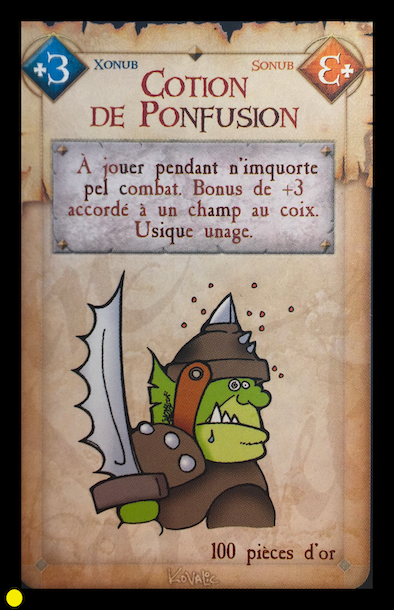 +3 Xonub Sonub 3+
Cotion
de Ponfusion
À jouer pendant n'imquorte
pel combat. Bonus de +3
accordé à un champ au coix.
Usique unage.
100 pièces d'or
Kovalic